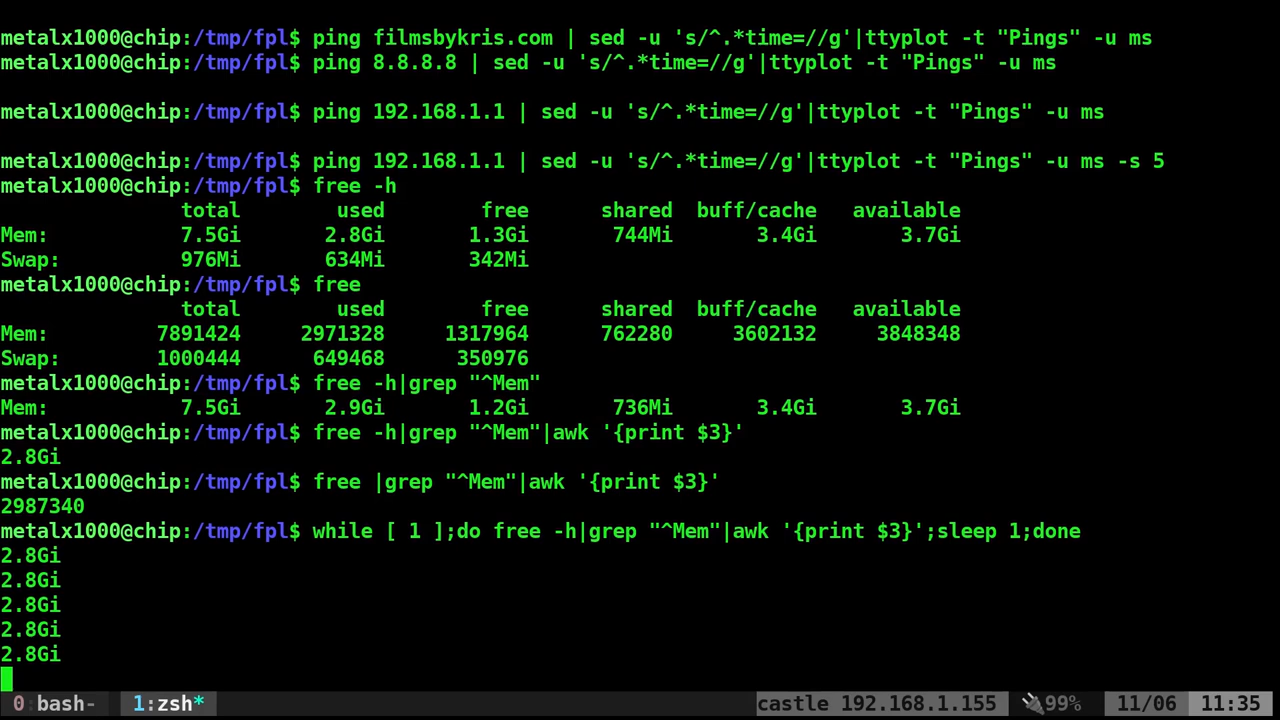 metalx1000@chip:/tmp/fpl$ ping filmsbykris.com | sed -u 's/^.*time=//g'|ttyplot -t "Pings" -u ms
metalx1000@chip:/tmp/fpl$ ping 8.8.8.8 | sed -u 's/^.*time=//g'|ttyplot -t "Pings" -u ms
metalx1000@chip:/tmp/fpl$ ping 192.168.1.1 | sed -u 's/^.*time=//g'|ttyplot -t "Pings" -u ms
metalx1000@chip:/tmp/fpl$ ping 192.168.1.1 | sed -u 's/^.*time=//g'|ttyplot -t "Pings" -u ms -s 5
metalx1000@chip:/tmp/fpl$ free -h
total used free shared buff/cache available
Mem: 7.5Gi 2.8Gi 1.3Gi 744Mi 3.4Gi 3.7Gi
Swap: 976Mi 634Mi 342Mi
metalx1000@chip:/tmp/fpl$ free
total used free shared buff/cache available
Mem: 7891424 2971328 1317964 762280 3602132 3848348
Swap: 1000444 649468 350976
metalx1000@chip:/tmp/fpl$ free -h|grep "^Mem"
Mem: 7.5Gi 2.9Gi 1.2Gi 736Mi 3.4Gi 3.7Gi
metalx1000@chip:/tmp/fpl$ free -h|grep "^Mem"|awk '{print $3}'
2.8Gi
metalx1000@chip:/tmp/fpl$ free |grep "^Mem"|awk '{print $3}'
2987340
metalx1000@chip:/tmp/fpl$ while [ 1 ];do free -h|grep "^Mem"|awk '{print $3}';sleep 1;done
2.8Gi
2.8Gi
2.8Gi
2.8Gi
2.8Gi
0:bash- 1:zsh* castle 192.168.1.155 🔌99% 11/06 11:35